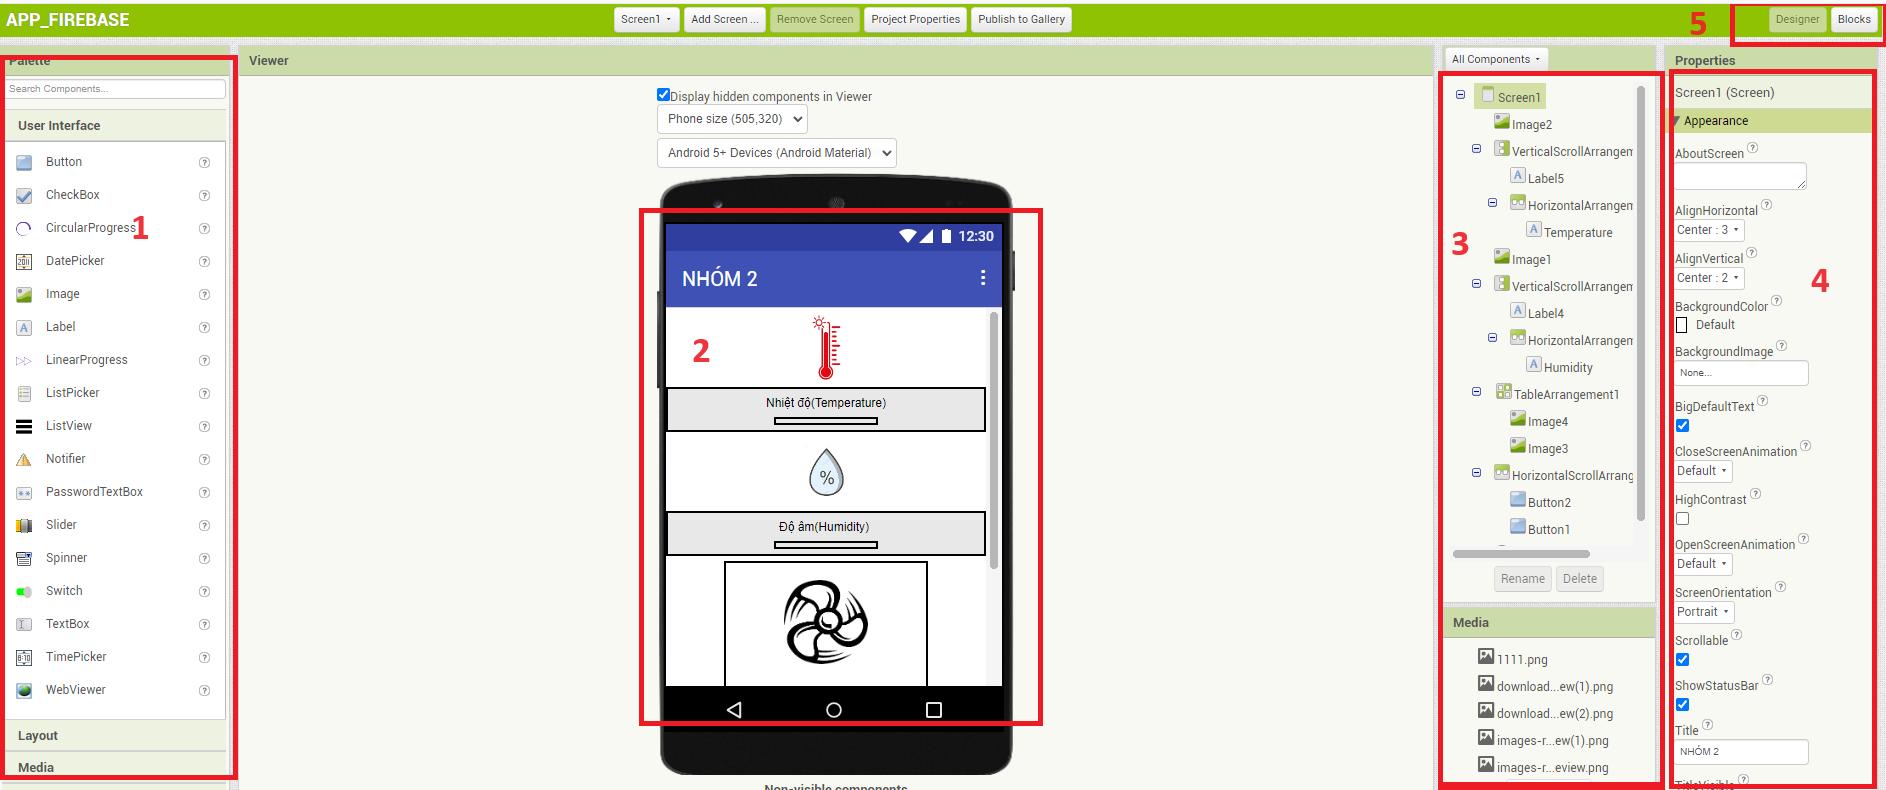 APP_FIREBASE
Screen1
Add Screen ...
Remove Screen
Project Properties
Publish to Gallery
5
Designer
Blocks
Palette
Search Components...
User Interface
Button
CheckBox
CircularProgress
1
DatePicker
Image
Label
LinearProgress
ListPicker
ListView
Notifier
PasswordTextBox
Slider
Spinner
Switch
TextBox
TimePicker
WebViewer
Layout
Media
Viewer
Display hidden components in Viewer
Phone size (505,320)
Android 5+ Devices (Android Material)
12:30
NHÓM 2
2
Nhiệt độ(Temperature)
%
Độ âm(Humidity)
Non-visible components
All Components
Screen1
Image2
VerticalScrollArrangem
Label5
HorizontalArrangem
Temperature
3
Image1
VerticalScrollArrangem
Label4
HorizontalArrangem
Humidity
TableArrangement1
Image4
Image3
HorizontalScrollArrang
Button2
Button1
Rename
Delete
Media
1111.png
download...ew(1).png
download...ew(2).png
images-r...ew(1).png
images-r...eview.png
Properties
Screen1 (Screen)
Appearance
AboutScreen
AlignHorizontal
Center : 3
AlignVertical
Center : 2
4
BackgroundColor
Default
BackgroundImage
None...
BigDefaultText
CloseScreenAnimation
Default
HighContrast
OpenScreenAnimation
Default
ScreenOrientation
Portrait
Scrollable
ShowStatusBar
Title
NHÓM 2
TitleVisible